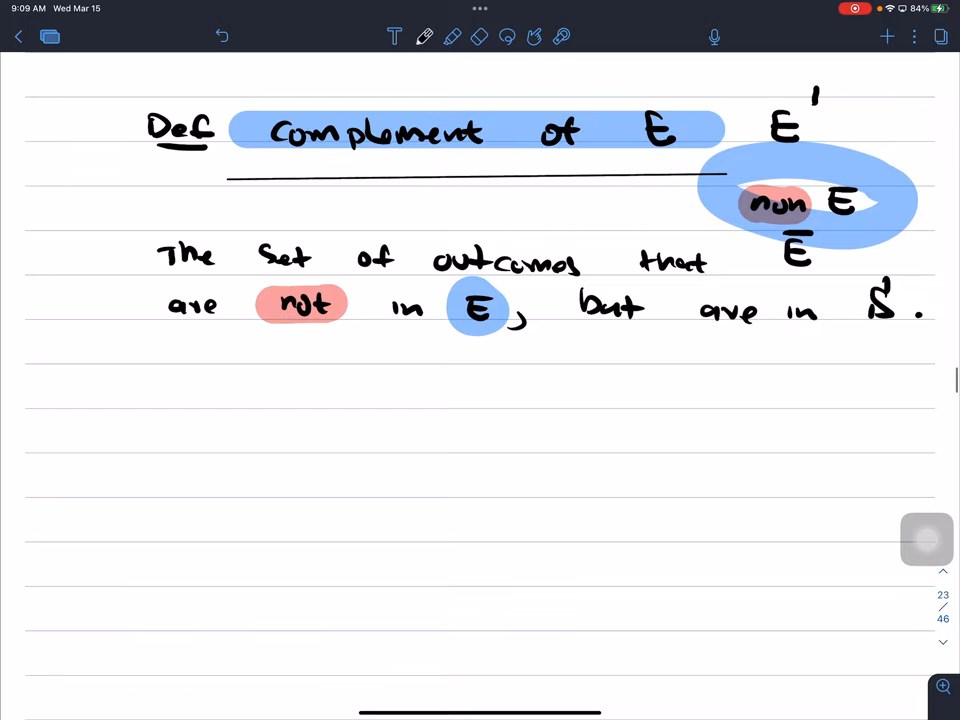 9:09 AM Wed Mar 15
84%
Def Complement of E E'
non E
Ē
The set of outcomes that
are not in E, but are in S.
23
/
46